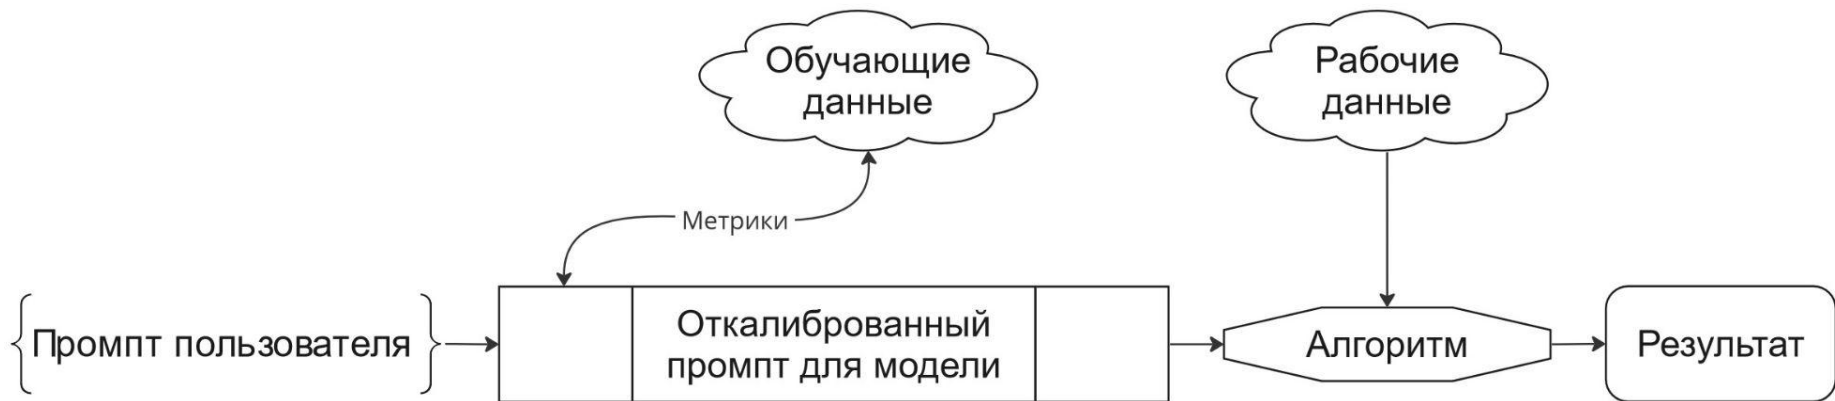 Обучающие
данные
Рабочие
данные
Метрики
Промпт пользователя
Откалиброванный
промпт для модели
Алгоритм
Результат